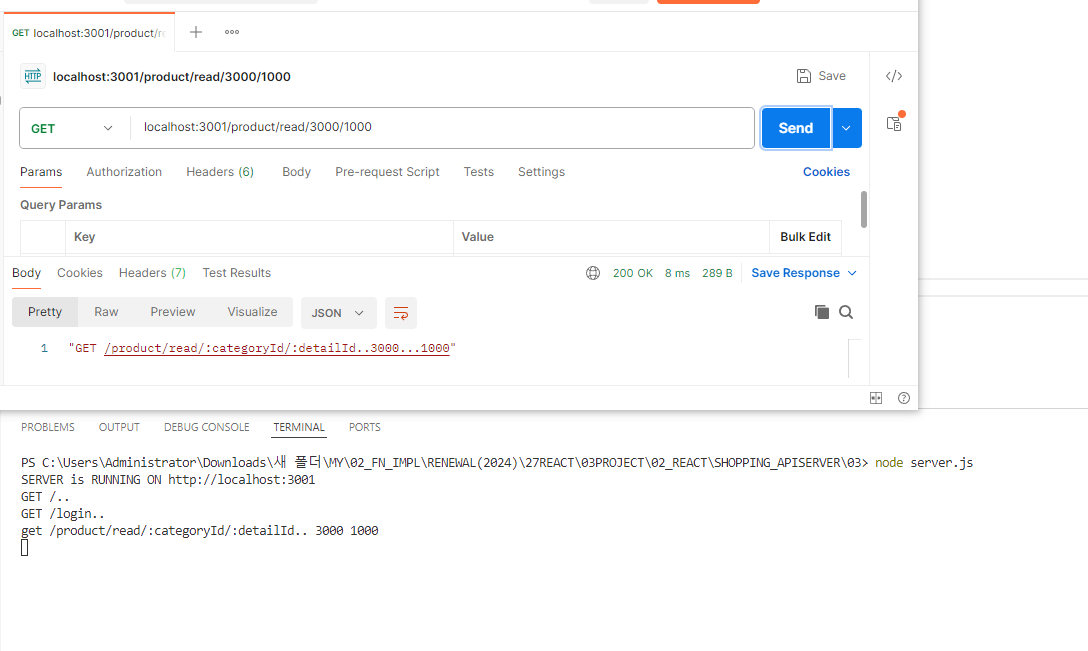 GET localhost:3001/product/re
HTTP localhost:3001/product/read/3000/1000 Save
GET localhost:3001/product/read/3000/1000 Send
Params Authorization Headers (6) Body Pre-request Script Tests Settings Cookies
Query Params
Key Value Bulk Edit
Body Cookies Headers (7) Test Results 200 OK 8 ms 289 B Save Response
Pretty Raw Preview Visualize JSON
1 "GET /product/read/:categoryId/:detailId..3000...1000"
PROBLEMS OUTPUT DEBUG CONSOLE TERMINAL PORTS
PS C:\Users\Administrator\Downloads\새 폴더\MY\02_FN_IMPL\RENEWAL(2024)\27REACT\03PROJECT\02_REACT\SHOPPING_APISERVER\03> node server.js
SERVER is RUNNING ON http://localhost:3001
GET /..
GET /login..
get /product/read/:categoryId/:detailId.. 3000 1000